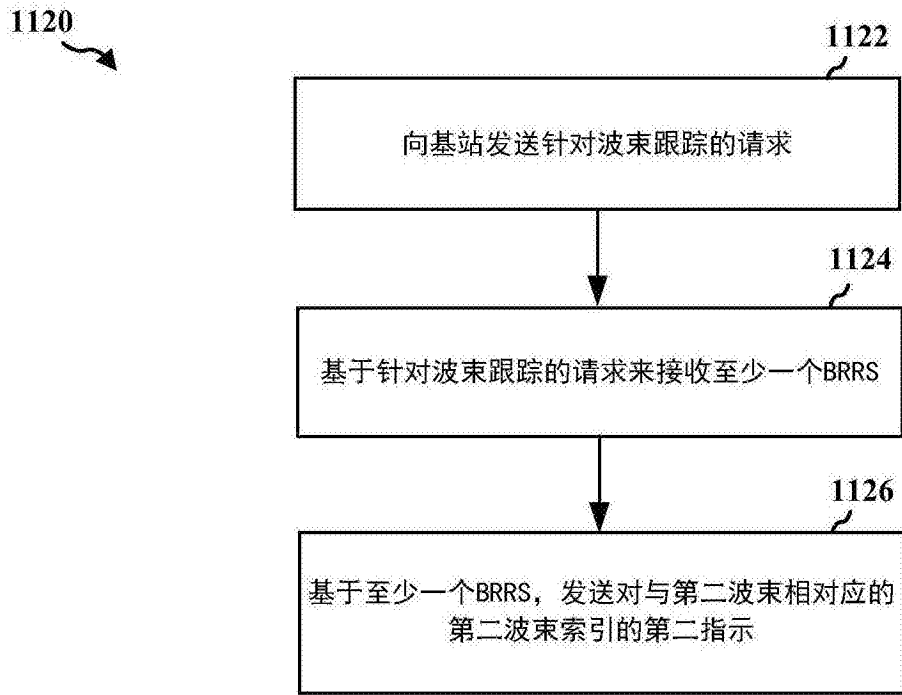 1120
1122
向基站发送针对波束跟踪的请求
1124
基于针对波束跟踪的请求来接收至少一个BRRS
1126
基于至少一个BRRS，发送对与第二波束相对应的
第二波束索引的第二指示